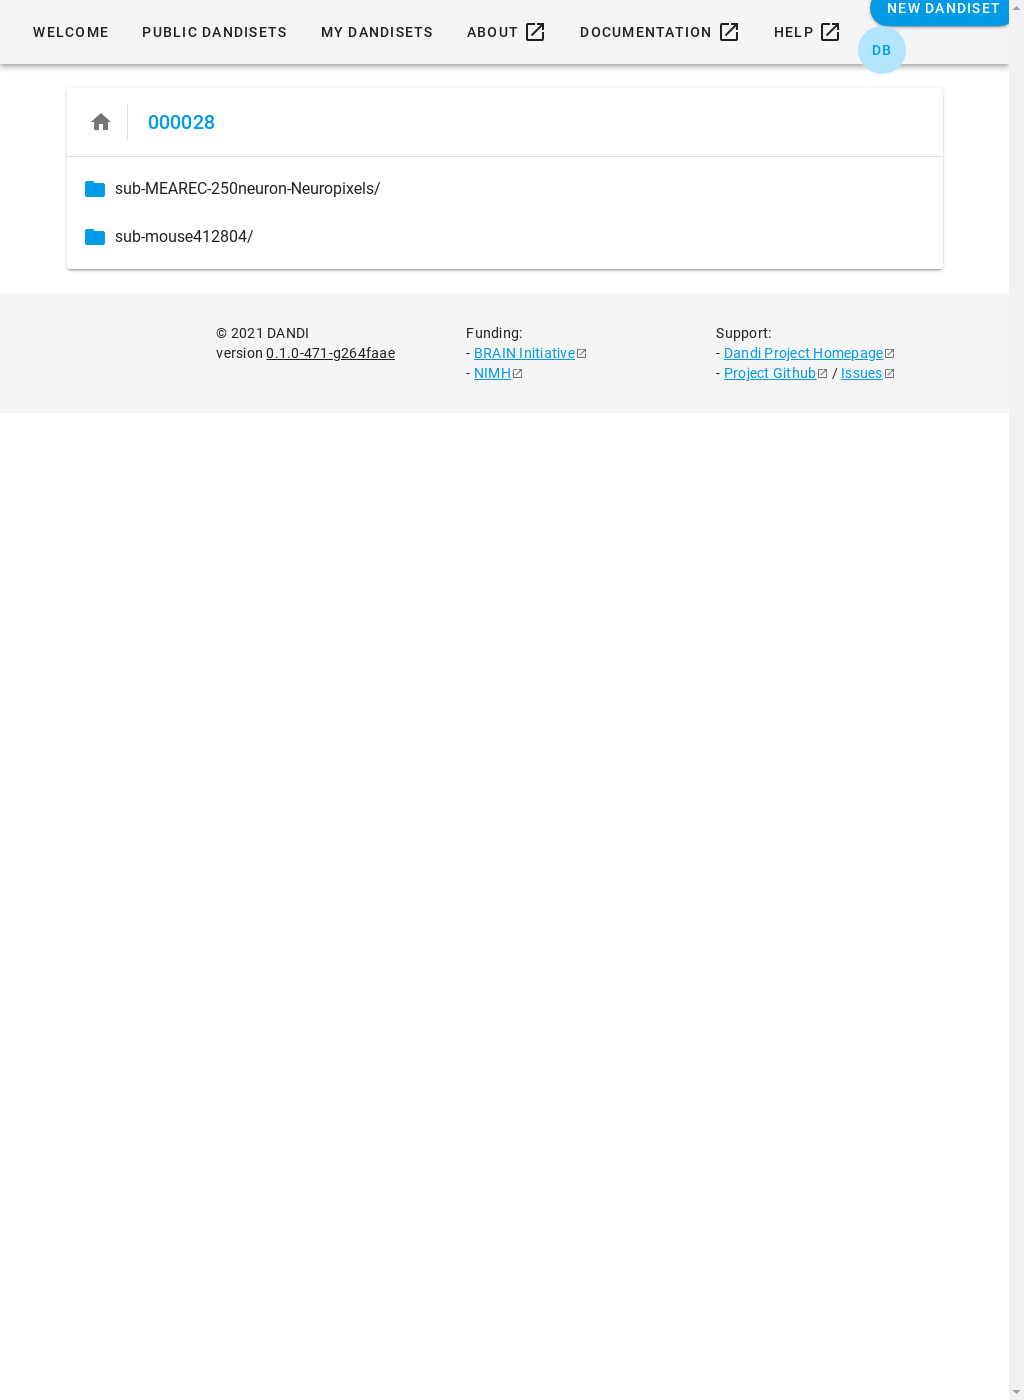 NEW DANDISET
WELCOME PUBLIC DANDISETS MY DANDISETS ABOUT DOCUMENTATION HELP
DB
000028
sub-MEAREC-250neuron-Neuropixels/
sub-mouse412804/
© 2021 DANDI
version 0.1.0-471-g264faae
Funding:
- BRAIN Initiative
- NIMH
Support:
- Dandi Project Homepage
- Project Github / Issues